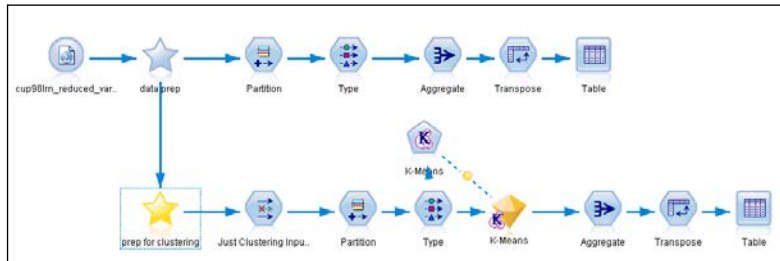 cup98lrn_reduced_var..
data prep
Partition
Type
Aggregate
Transpose
Table
K-Means
prep for clustering
Just Clustering Inpu..
Partition
Type
K-Means
Aggregate
Transpose
Table